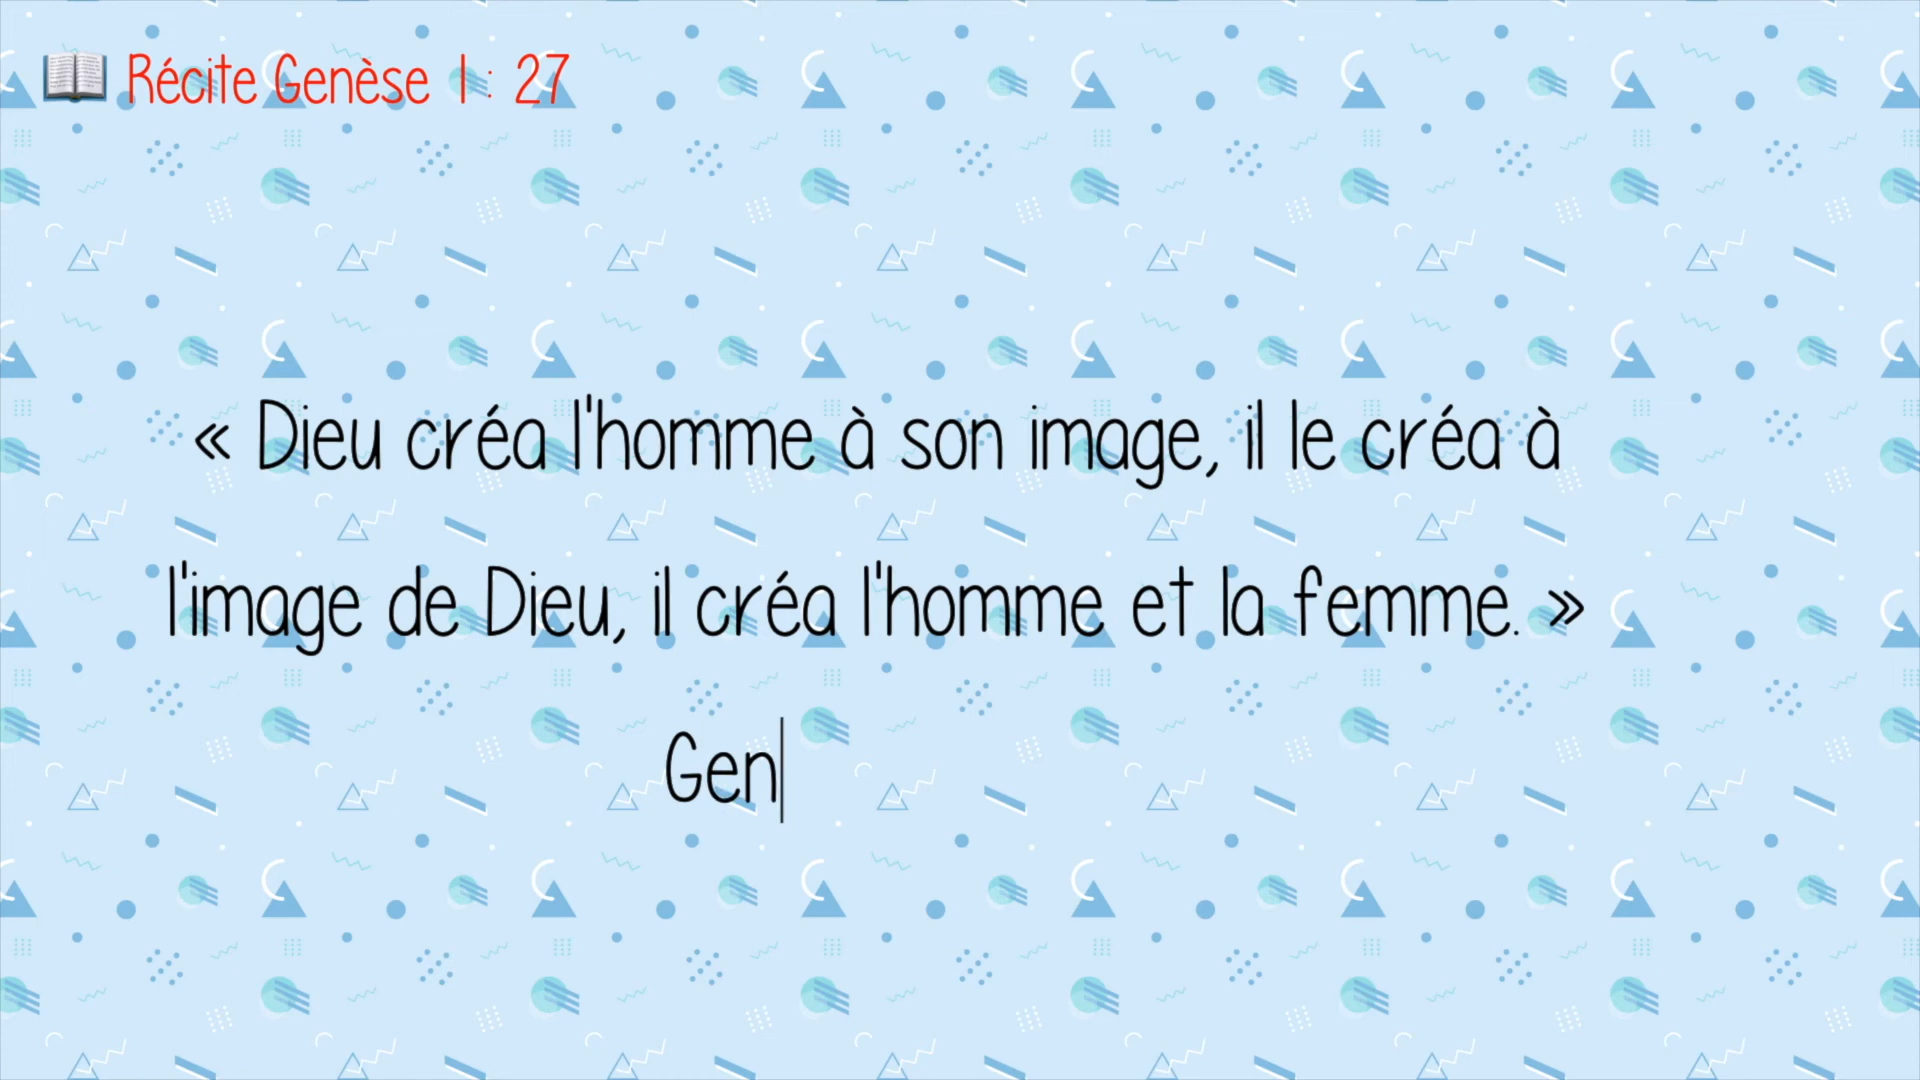 Récite Genèse 1 : 27
« Dieu créa l'homme à son image, il le créa à
l'image de Dieu, il créa l'homme et la femme. »
Gen